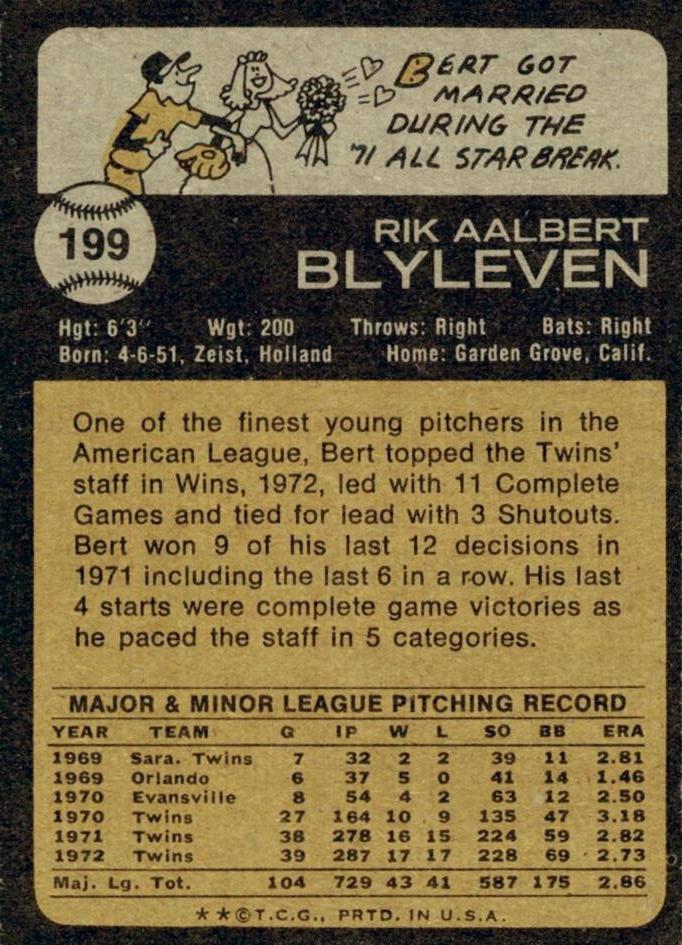 BERT GOT
MARRIED
DURING THE
'71 ALL STAR BREAK.
199
RIK AALBERT
BLYLEVEN
Hgt: 6'3" Wgt: 200 Throws: Right Bats: Right
Born: 4-6-51, Zeist, Holland Home: Garden Grove, Calif.
One of the finest young pitchers in the
American League, Bert topped the Twins'
staff in Wins, 1972, led with 11 Complete
Games and tied for lead with 3 Shutouts.
Bert won 9 of his last 12 decisions in
1971 including the last 6 in a row. His last
4 starts were complete game victories as
he paced the staff in 5 categories.
MAJOR & MINOR LEAGUE PITCHING RECORD
YEAR TEAM G IP W L SO BB ERA
1969 Sara. Twins 7 32 2 2 39 11 2.81
1969 Orlando 6 37 5 0 41 14 1.46
1970 Evansville 8 54 4 2 63 12 2.50
1970 Twins 27 164 10 9 135 47 3.18
1971 Twins 38 278 16 15 224 59 2.82
1972 Twins 39 287 17 17 228 69 2.73
Maj. Lg. Tot. 104 729 43 41 587 175 2.86
★★©T.C.G., PRTD. IN U.S.A.